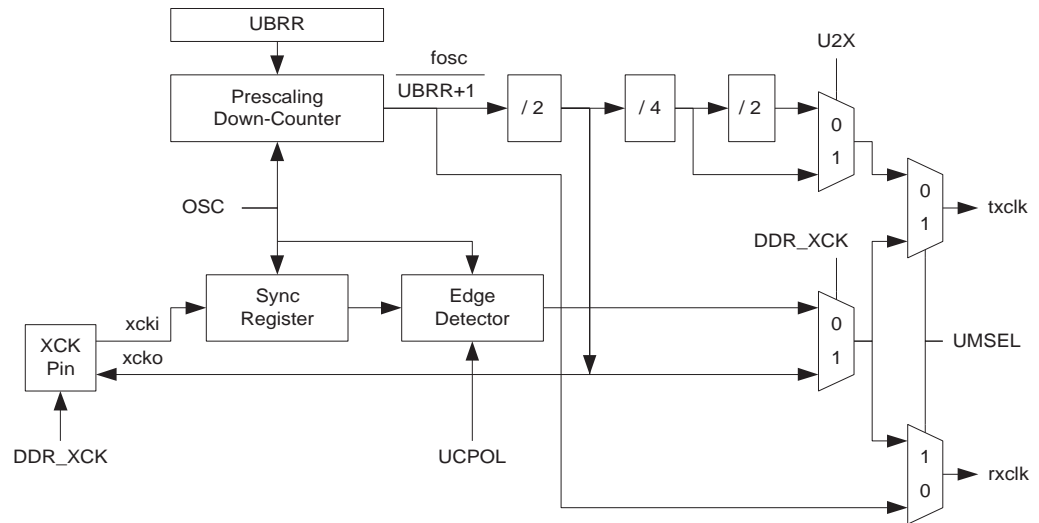 UBRR
Prescaling
Down-Counter
fosc
UBRR+1
/ 2
/ 4
/ 2
U2X
0
1
OSC
0
1
txclk
DDR_XCK
Sync
Register
Edge
Detector
0
1
UMSEL
xcki
xcko
XCK
Pin
DDR_XCK
UCPOL
1
0
rxclk